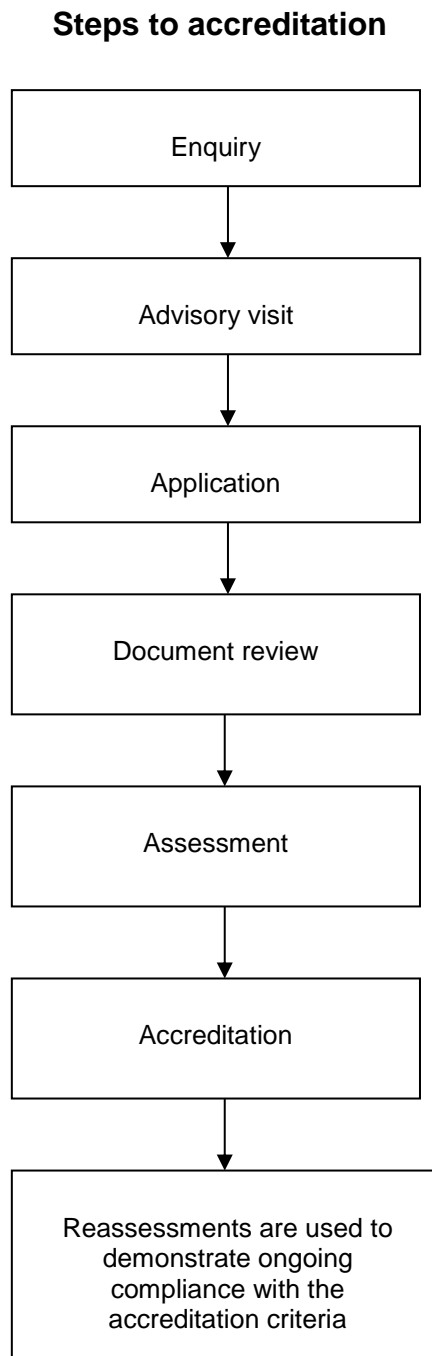 Steps to accreditation
Enquiry
Advisory visit
Application
Document review
Assessment
Accreditation
Reassessments are used to
demonstrate ongoing
compliance with the
accreditation criteria